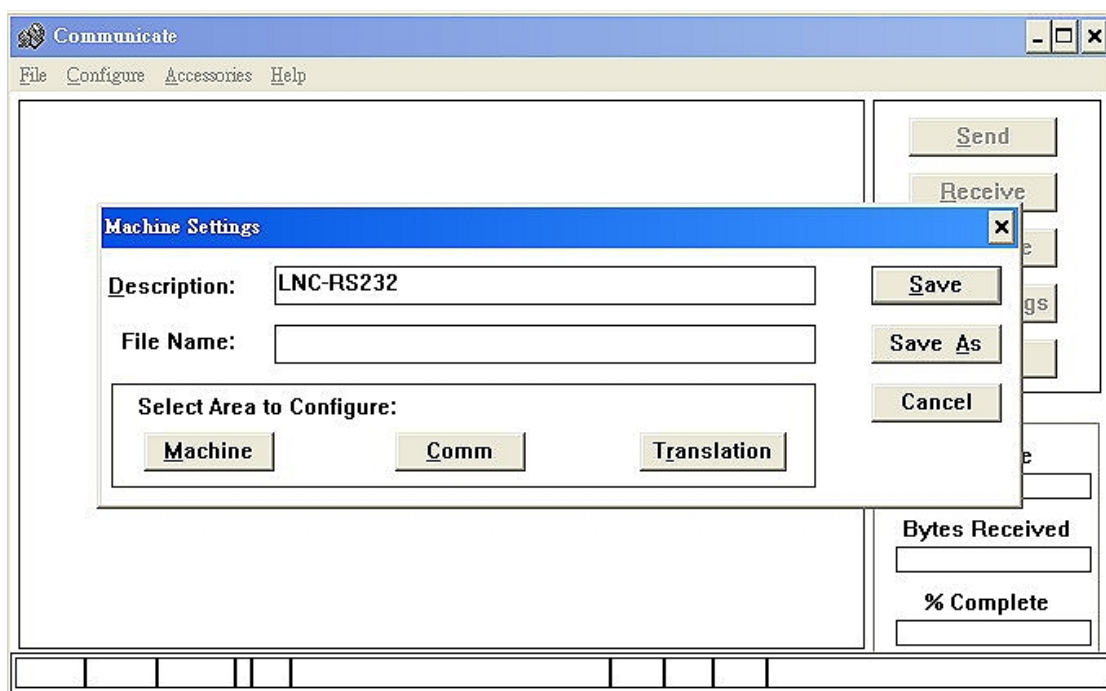 Communicate
File Configure Accessories Help
Send
Receive
Machine Settings
Description: LNC-RS232 Save
File Name: Save As
Select Area to Configure: Cancel
Machine Comm Translation
Bytes Received
% Complete